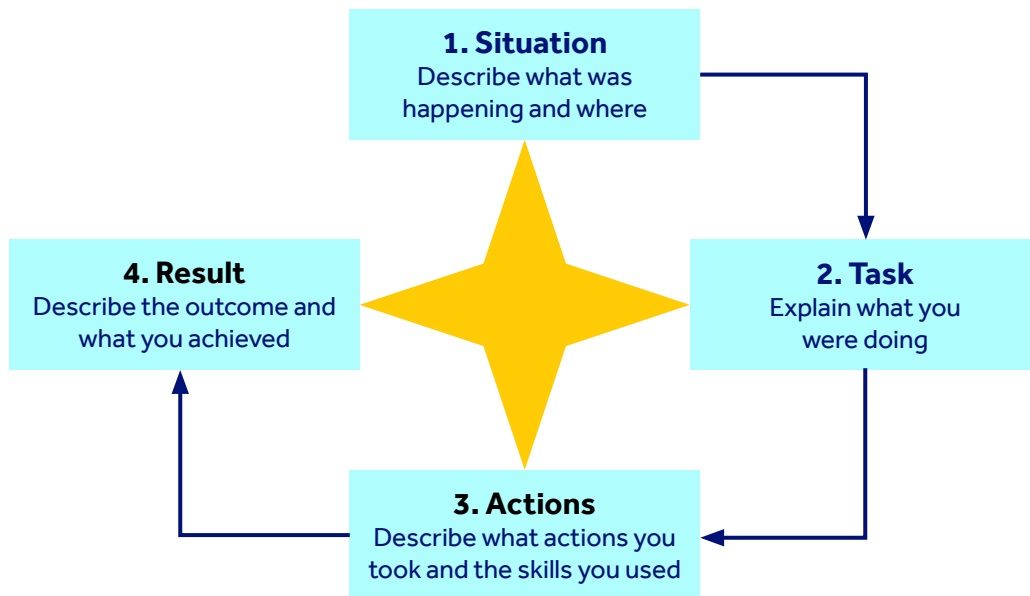 1. Situation
Describe what was
happening and where
2. Task
Explain what you
were doing
3. Actions
Describe what actions you
took and the skills you used
4. Result
Describe the outcome and
what you achieved